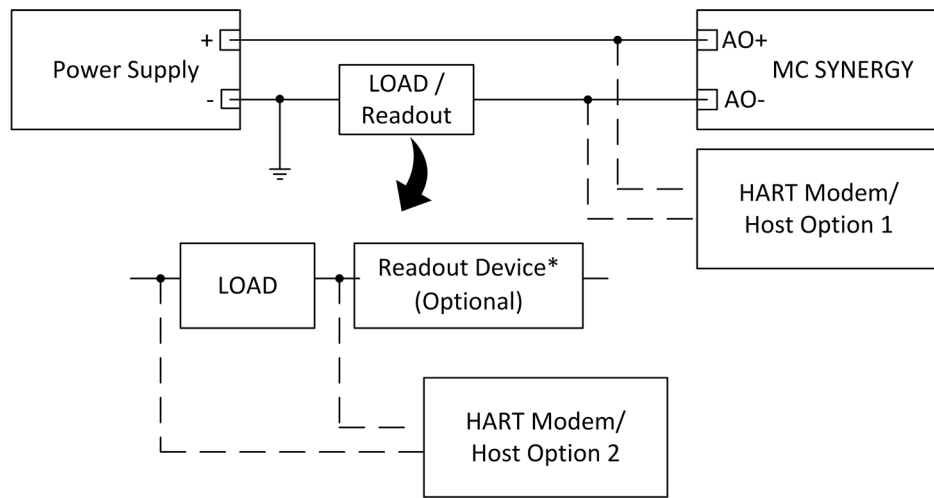 Power Supply
+
-
LOAD /
Readout
AO+
AO-
MC SYNERGY
HART Modem/
Host Option 1
LOAD
Readout Device*
(Optional)
HART Modem/
Host Option 2